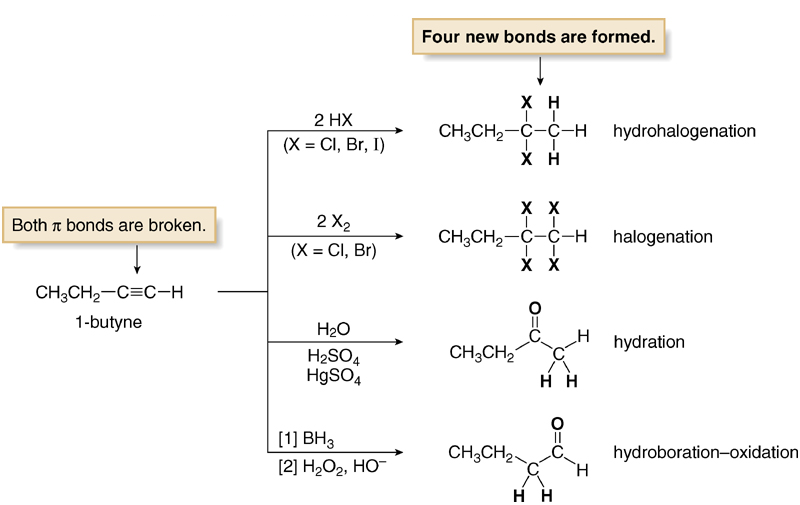 Four new bonds are formed.
2 HX
(X = Cl, Br, I)
X H
CH₃CH₂–C–C–H
X H
hydrohalogenation
Both π bonds are broken.
2 X₂
(X = Cl, Br)
X X
CH₃CH₂–C–C–H
X X
halogenation
CH₃CH₂–C≡C–H
1-butyne
H₂O
H₂SO₄
HgSO₄
O
C H
CH₃CH₂ C
H H
hydration
[1] BH₃
[2] H₂O₂, HO⁻
O
CH₃CH₂ C
C H
H H
hydroboration–oxidation